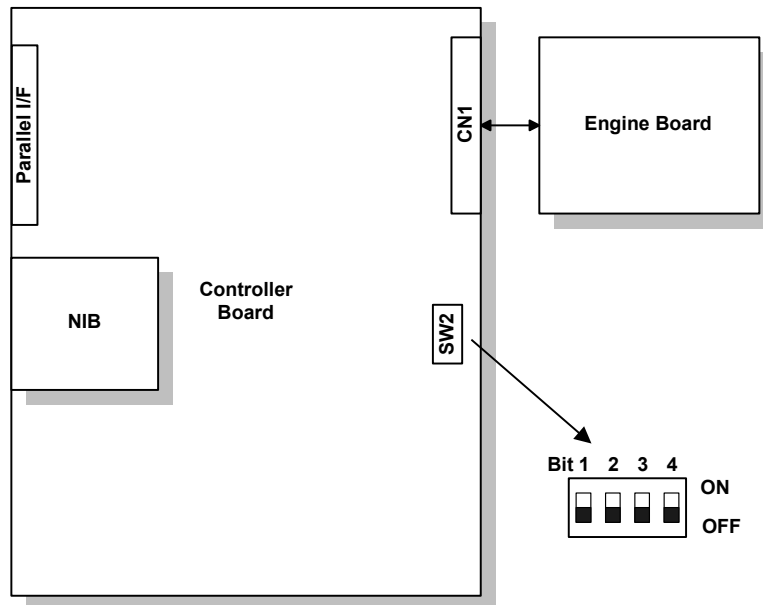 Parallel I/F
CN1
Engine Board
NIB
Controller
Board
SW2
Bit 1 2 3 4
ON
OFF